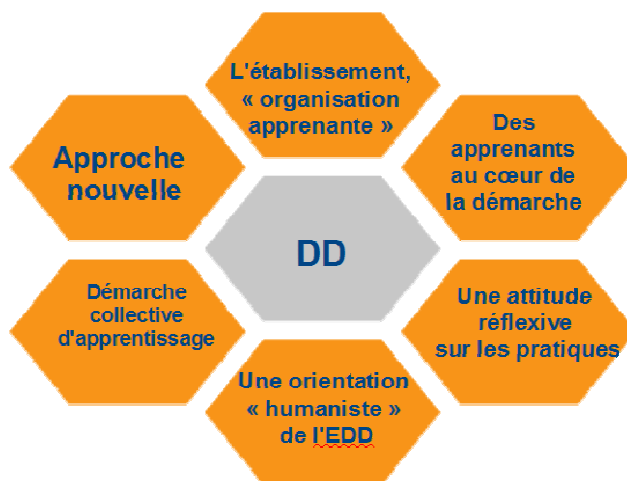 L'établissement,
« organisation
apprenante »
Des
apprenants
au cœur de
la démarche
Une attitude
réflexive
sur les pratiques
Une orientation
« humaniste »
de l'EDD
Démarche
collective
d'apprentissage
Approche
nouvelle
DD